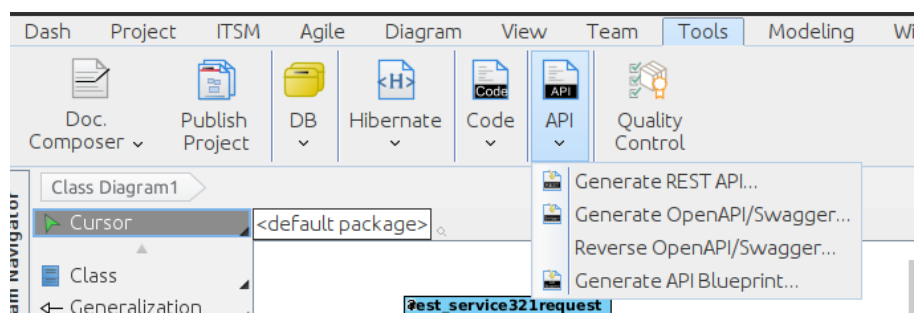 Dash Project ITSM Agile Diagram View Team Tools Modeling
Doc. Composer
Publish Project
DB
Hibernate
Code
API
Quality Control
<H>
Code
API
Class Diagram1
Generate REST API...
Cursor
<default package>
Generate OpenAPI/Swagger...
Reverse OpenAPI/Swagger...
Class
Generate API Blueprint...
Generalization
Navigator